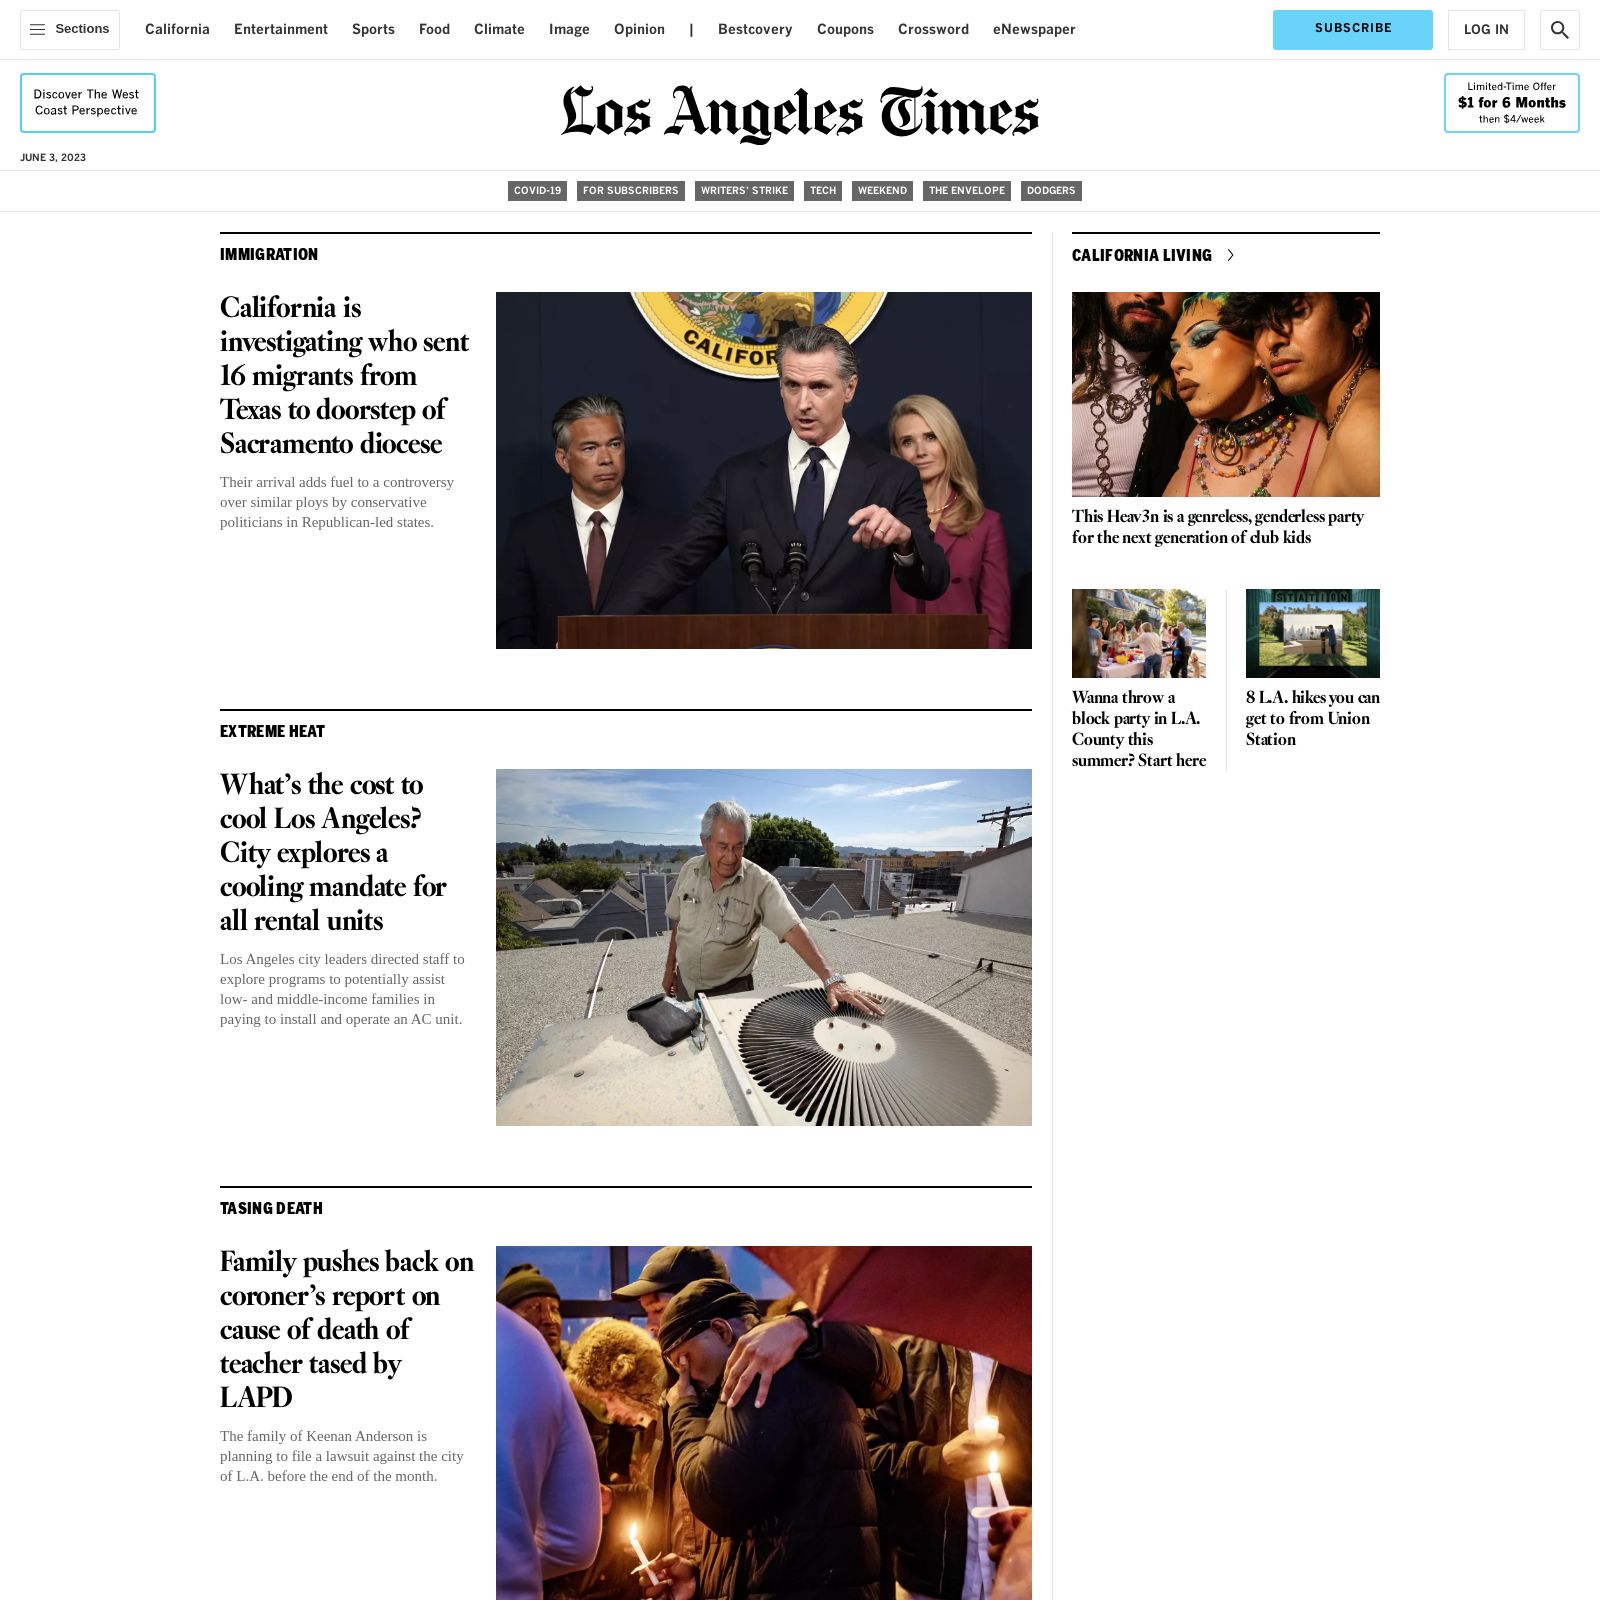 Sections
California
Entertainment
Sports
Food
Climate
Image
Opinion
|
Bestcovery
Coupons
Crossword
eNewspaper
SUBSCRIBE
LOG IN
Discover The West
Coast Perspective
Los Angeles Times
Limited-Time Offer
$1 for 6 Months
then $4/week
JUNE 3, 2023
COVID-19
FOR SUBSCRIBERS
WRITERS’ STRIKE
TECH
WEEKEND
THE ENVELOPE
DODGERS
IMMIGRATION
California is
investigating who sent
16 migrants from
Texas to doorstep of
Sacramento diocese
Their arrival adds fuel to a controversy
over similar ploys by conservative
politicians in Republican-led states.
CALIFOR
EXTREME HEAT
What’s the cost to
cool Los Angeles?
City explores a
cooling mandate for
all rental units
Los Angeles city leaders directed staff to
explore programs to potentially assist
low- and middle-income families in
paying to install and operate an AC unit.
TASING DEATH
Family pushes back on
coroner’s report on
cause of death of
teacher tased by
LAPD
The family of Keenan Anderson is
planning to file a lawsuit against the city
of L.A. before the end of the month.
CALIFORNIA LIVING
This Heav3n is a genreless, genderless party
for the next generation of club kids
Wanna throw a
block party in L.A.
County this
summer? Start here
STATION
8 L.A. hikes you can
get to from Union
Station